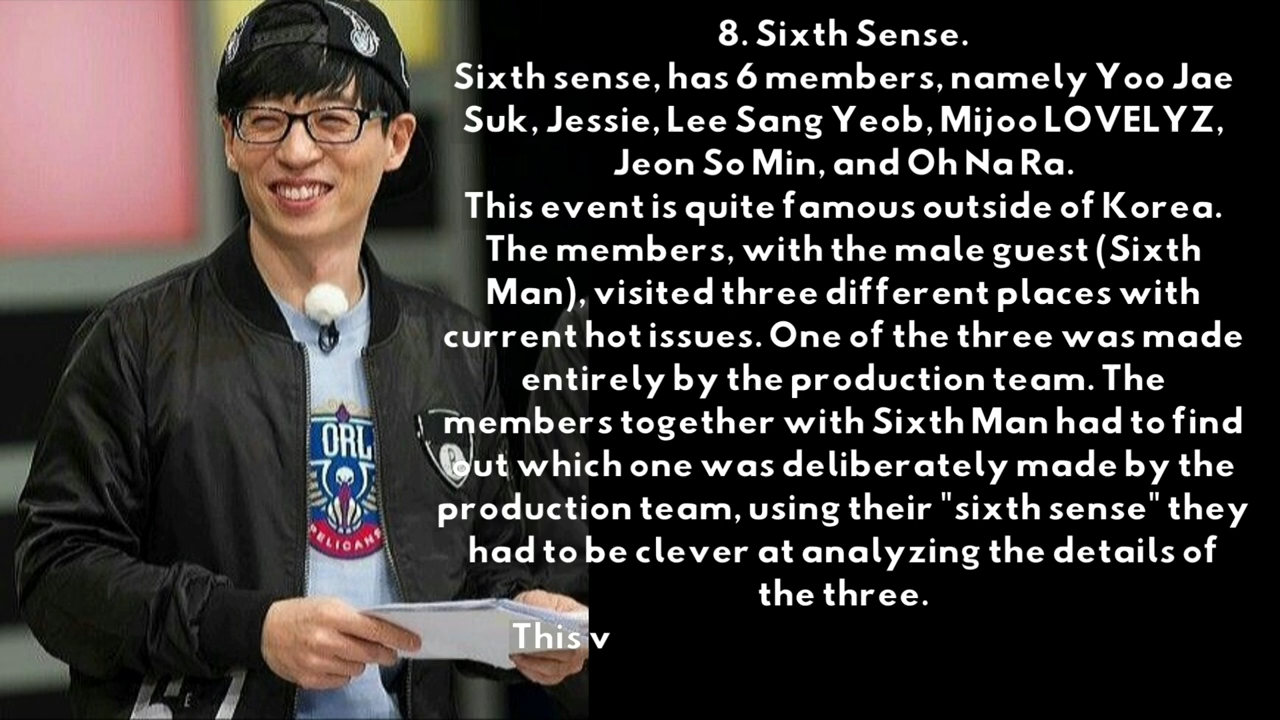 8. Sixth Sense.
Sixth sense, has 6 members, namely Yoo Jae
Suk, Jessie, Lee Sang Yeob, Mijoo LOVELYZ,
Jeon So Min, and Oh Na Ra.
This event is quite famous outside of Korea.
The members, with the male guest (Sixth
Man), visited three different places with
current hot issues. One of the three was made
entirely by the production team. The
members together with Sixth Man had to find
out which one was deliberately made by the
production team, using their "sixth sense" they
had to be clever at analyzing the details of
the three.
This v
ORL
PELICANS